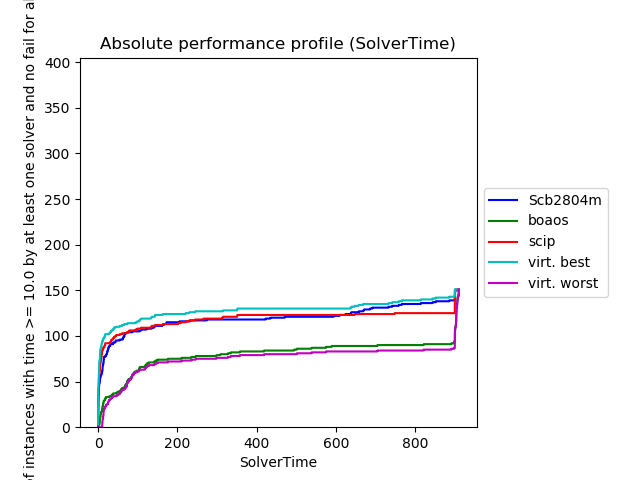 Absolute performance profile (SolverTime)
of instances with time >= 10.0 by at least one solver and no fail for
400
350
300
250
200
150
100
50
0
0 200 400 600 800
SolverTime
Scb2804m
boaos
scip
virt. best
virt. worst